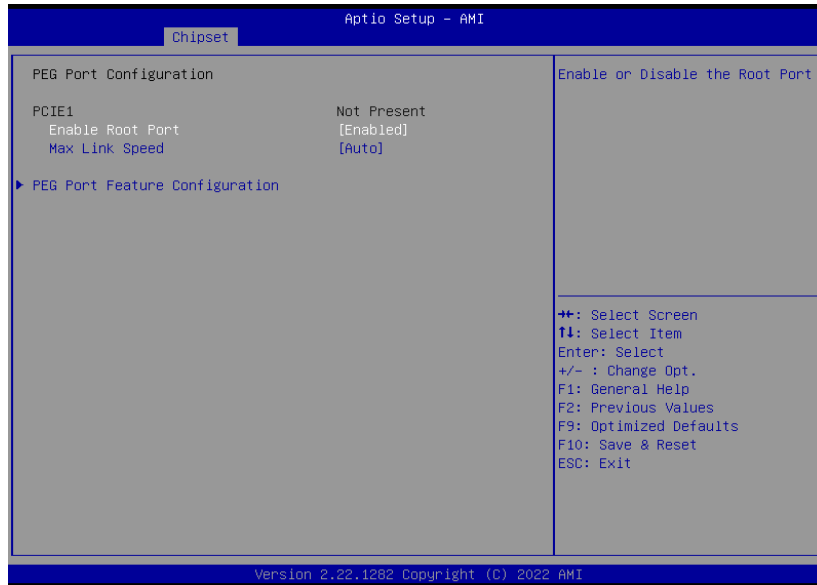 Aptio Setup – AMI
Chipset
PEG Port Configuration
PCIE1 Not Present
Enable Root Port [Enabled]
Max Link Speed [Auto]
PEG Port Feature Configuration
Enable or Disable the Root Port
→←: Select Screen
↑↓: Select Item
Enter: Select
+/- : Change Opt.
F1: General Help
F2: Previous Values
F9: Optimized Defaults
F10: Save & Reset
ESC: Exit
Version 2.22.1282 Copyright (C) 2022 AMI